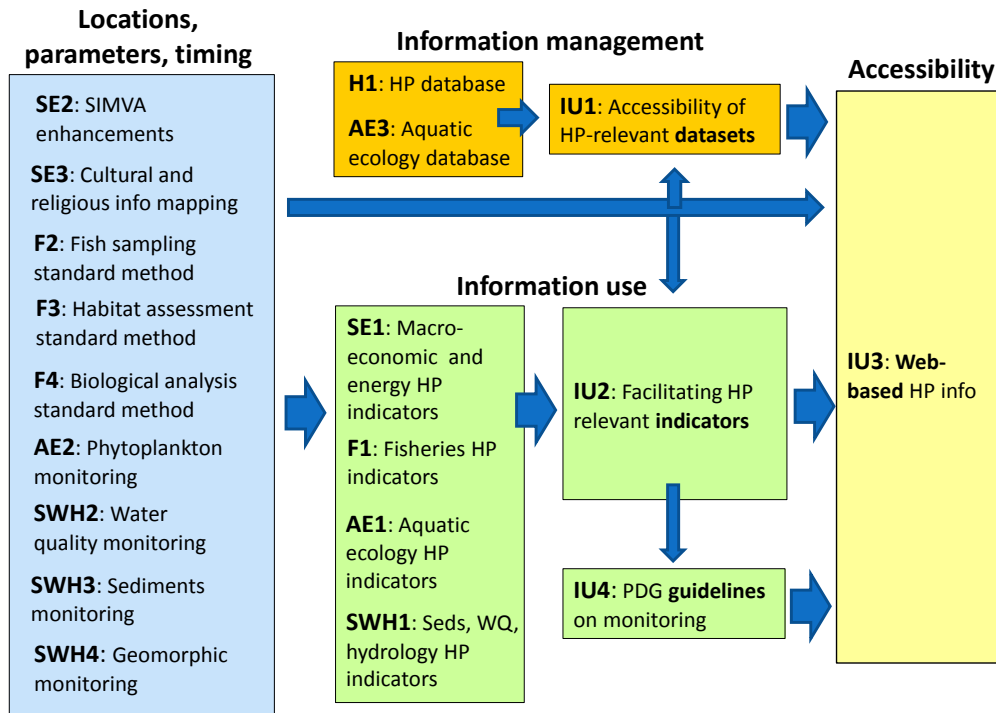 Locations,
parameters, timing
SE2: SIMVA
enhancements
SE3: Cultural and
religious info mapping
F2: Fish sampling
standard method
F3: Habitat assessment
standard method
F4: Biological analysis
standard method
AE2: Phytoplankton
monitoring
SWH2: Water
quality monitoring
SWH3: Sediments
monitoring
SWH4: Geomorphic
monitoring
Information management
H1: HP database
AE3: Aquatic
ecology database
IU1: Accessibility of
HP-relevant datasets
Information use
SE1: Macro-
economic and
energy HP
indicators
F1: Fisheries HP
indicators
AE1: Aquatic
ecology HP
indicators
SWH1: Seds, WQ,
hydrology HP
indicators
IU2: Facilitating HP
relevant indicators
IU4: PDG guidelines
on monitoring
Accessibility
IU3: Web-
based HP info